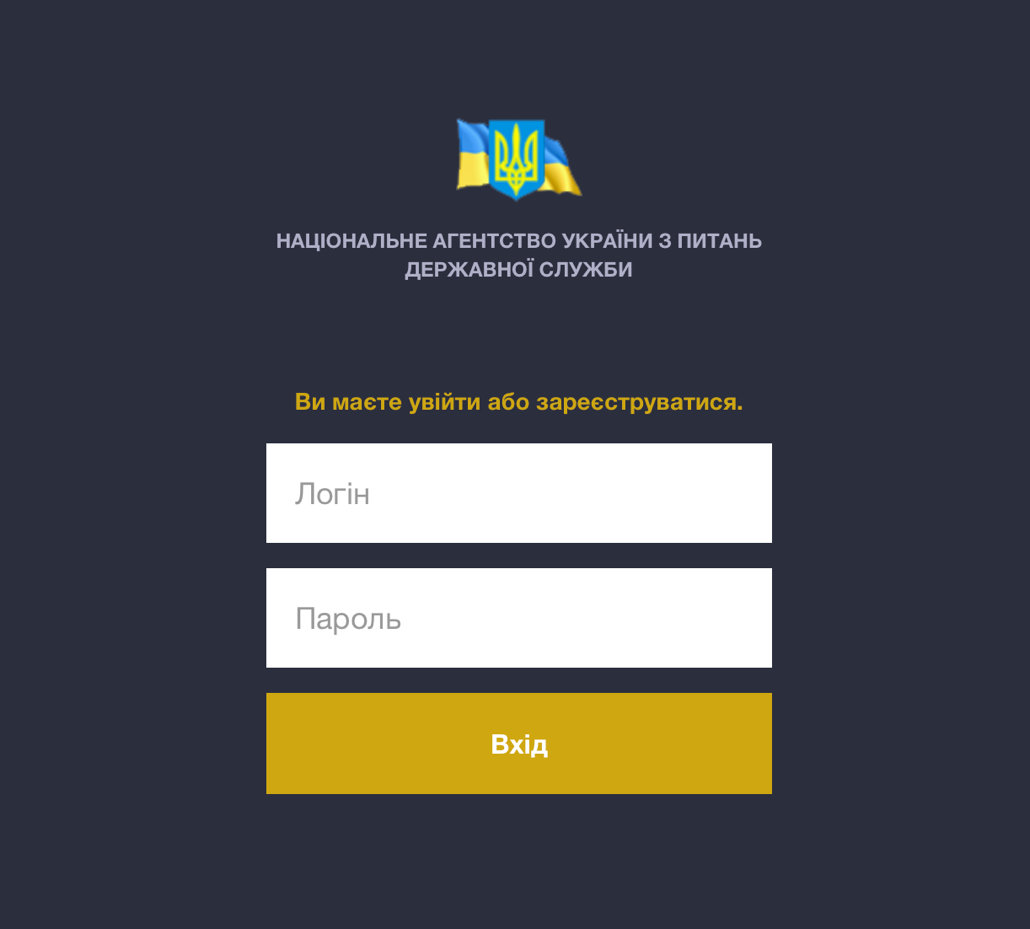 НАЦІОНАЛЬНЕ АГЕНТСТВО УКРАЇНИ З ПИТАНЬ
ДЕРЖАВНОЇ СЛУЖБИ
Ви маєте увійти або зареєструватися.
Логін
Пароль
Вхід